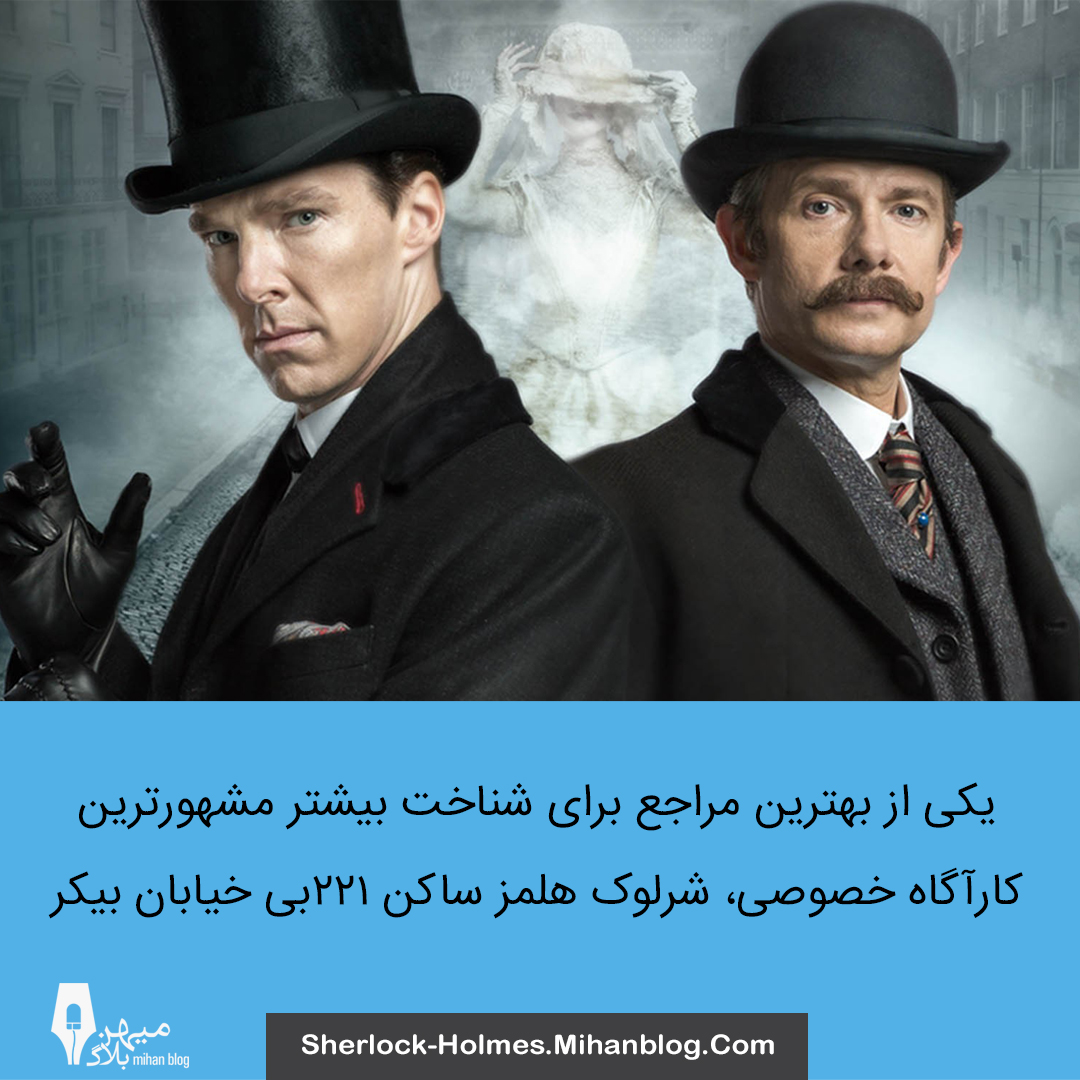 یکی از بهترین مراجع برای شناخت بیشتر مشهورترین
کارآگاه خصوصی، شرلوک هلمز ساکن ۲۲۱بی خیابان بیکر
میهن بلاگ
mihan blog
Sherlock-Holmes.Mihanblog.Com